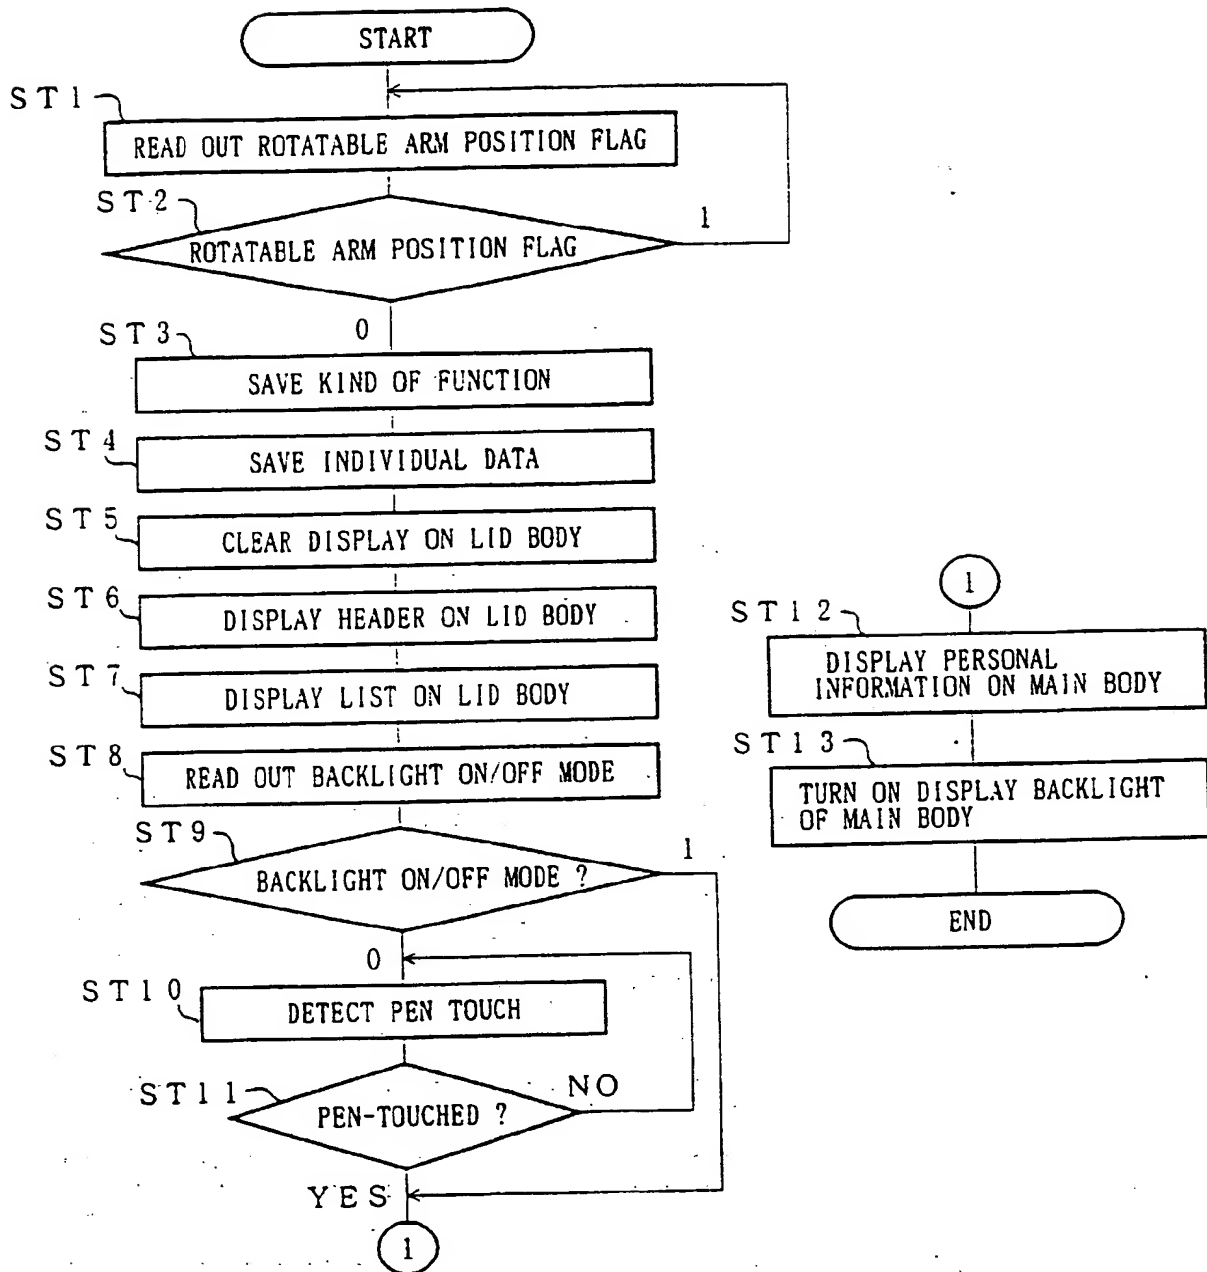 START
ST1
READ OUT ROTATABLE ARM POSITION FLAG
ST2
1
ROTATABLE ARM POSITION FLAG
0
ST3
SAVE KIND OF FUNCTION
ST4
SAVE INDIVIDUAL DATA
ST5
CLEAR DISPLAY ON LID BODY
ST6
DISPLAY HEADER ON LID BODY
ST7
DISPLAY LIST ON LID BODY
ST8
READ OUT BACKLIGHT ON/OFF MODE
ST9
1
BACKLIGHT ON/OFF MODE ?
0
ST10
DETECT PEN TOUCH
ST11
NO
PEN-TOUCHED ?
YES
1
1
ST12
DISPLAY PERSONAL
INFORMATION ON MAIN BODY
ST13
TURN ON DISPLAY BACKLIGHT
OF MAIN BODY
END